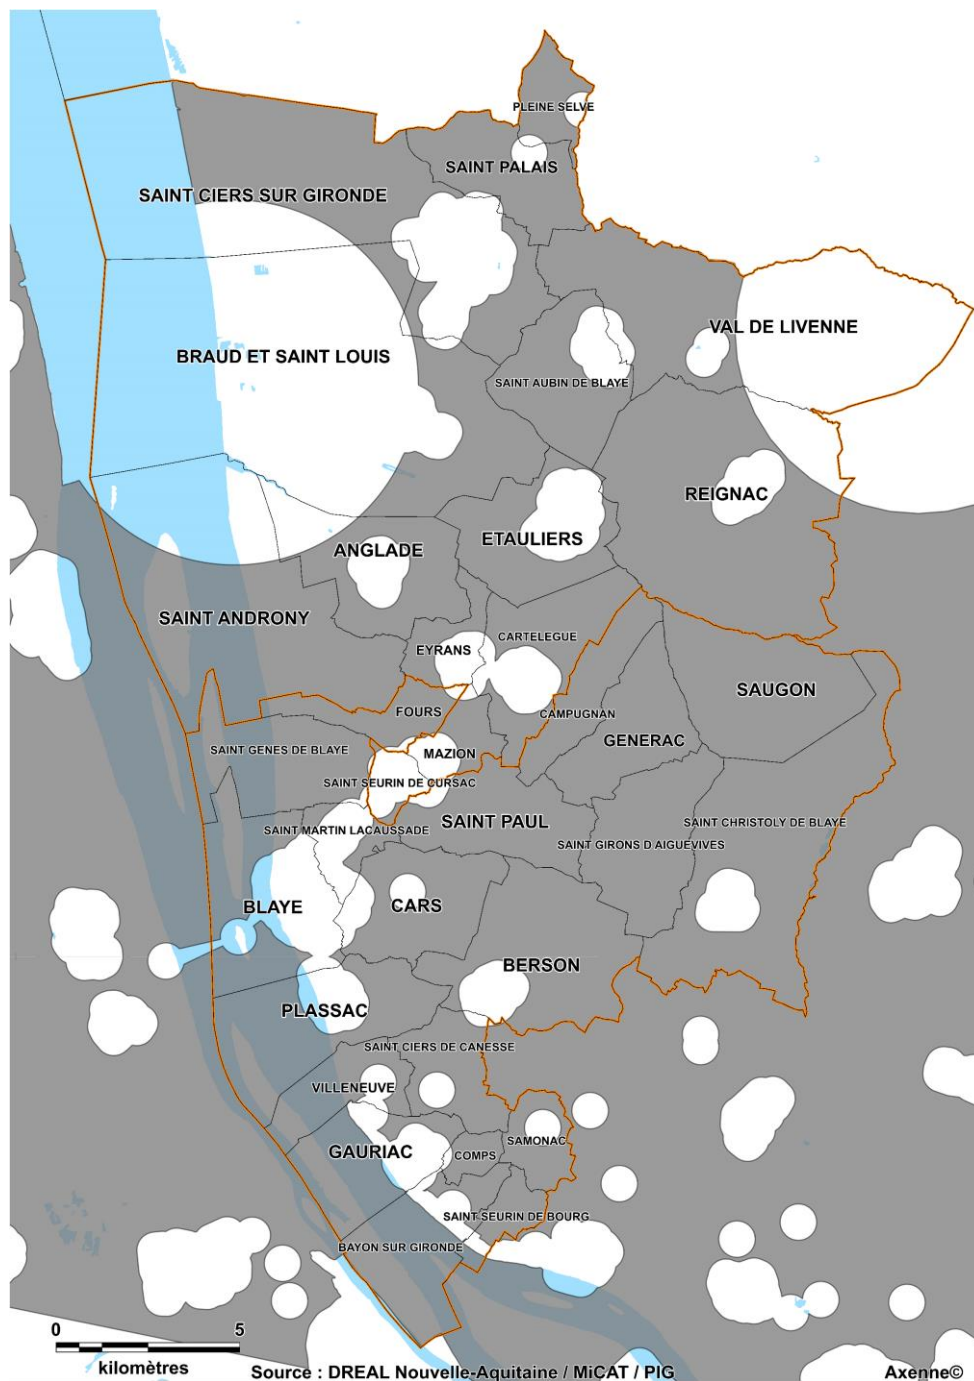 PLEINE SELVE
SAINT PALAIS
SAINT CIERS SUR GIRONDE
VAL DE LIVENNE
BRAUD ET SAINT LOUIS
SAINT AUBIN DE BLAYE
REIGNAC
ETAULIERS
ANGLADE
SAINT ANDRONY
CARTELEGUE
EYRANS
SAUGON
FOURS
CAMPUGNAN
GENERAC
SAINT GENES DE BLAYE
MAZION
SAINT SEURIN DE CURSAC
SAINT PAUL
SAINT CHRISTOLY DE BLAYE
SAINT MARTIN LACAUSSADE
SAINT GIRONS D AIGUEVIVES
BLAYE
CARS
BERSON
PLASSAC
SAINT CIERS DE CANESSE
VILLENEUVE
SAMONAC
GAURIAC
COMPS
SAINT SEURIN DE BOURG
BAYON SUR GIRONDE
0 5
kilomètres
Source : DREAL Nouvelle-Aquitaine / MiCAT / PIG
Axenne©